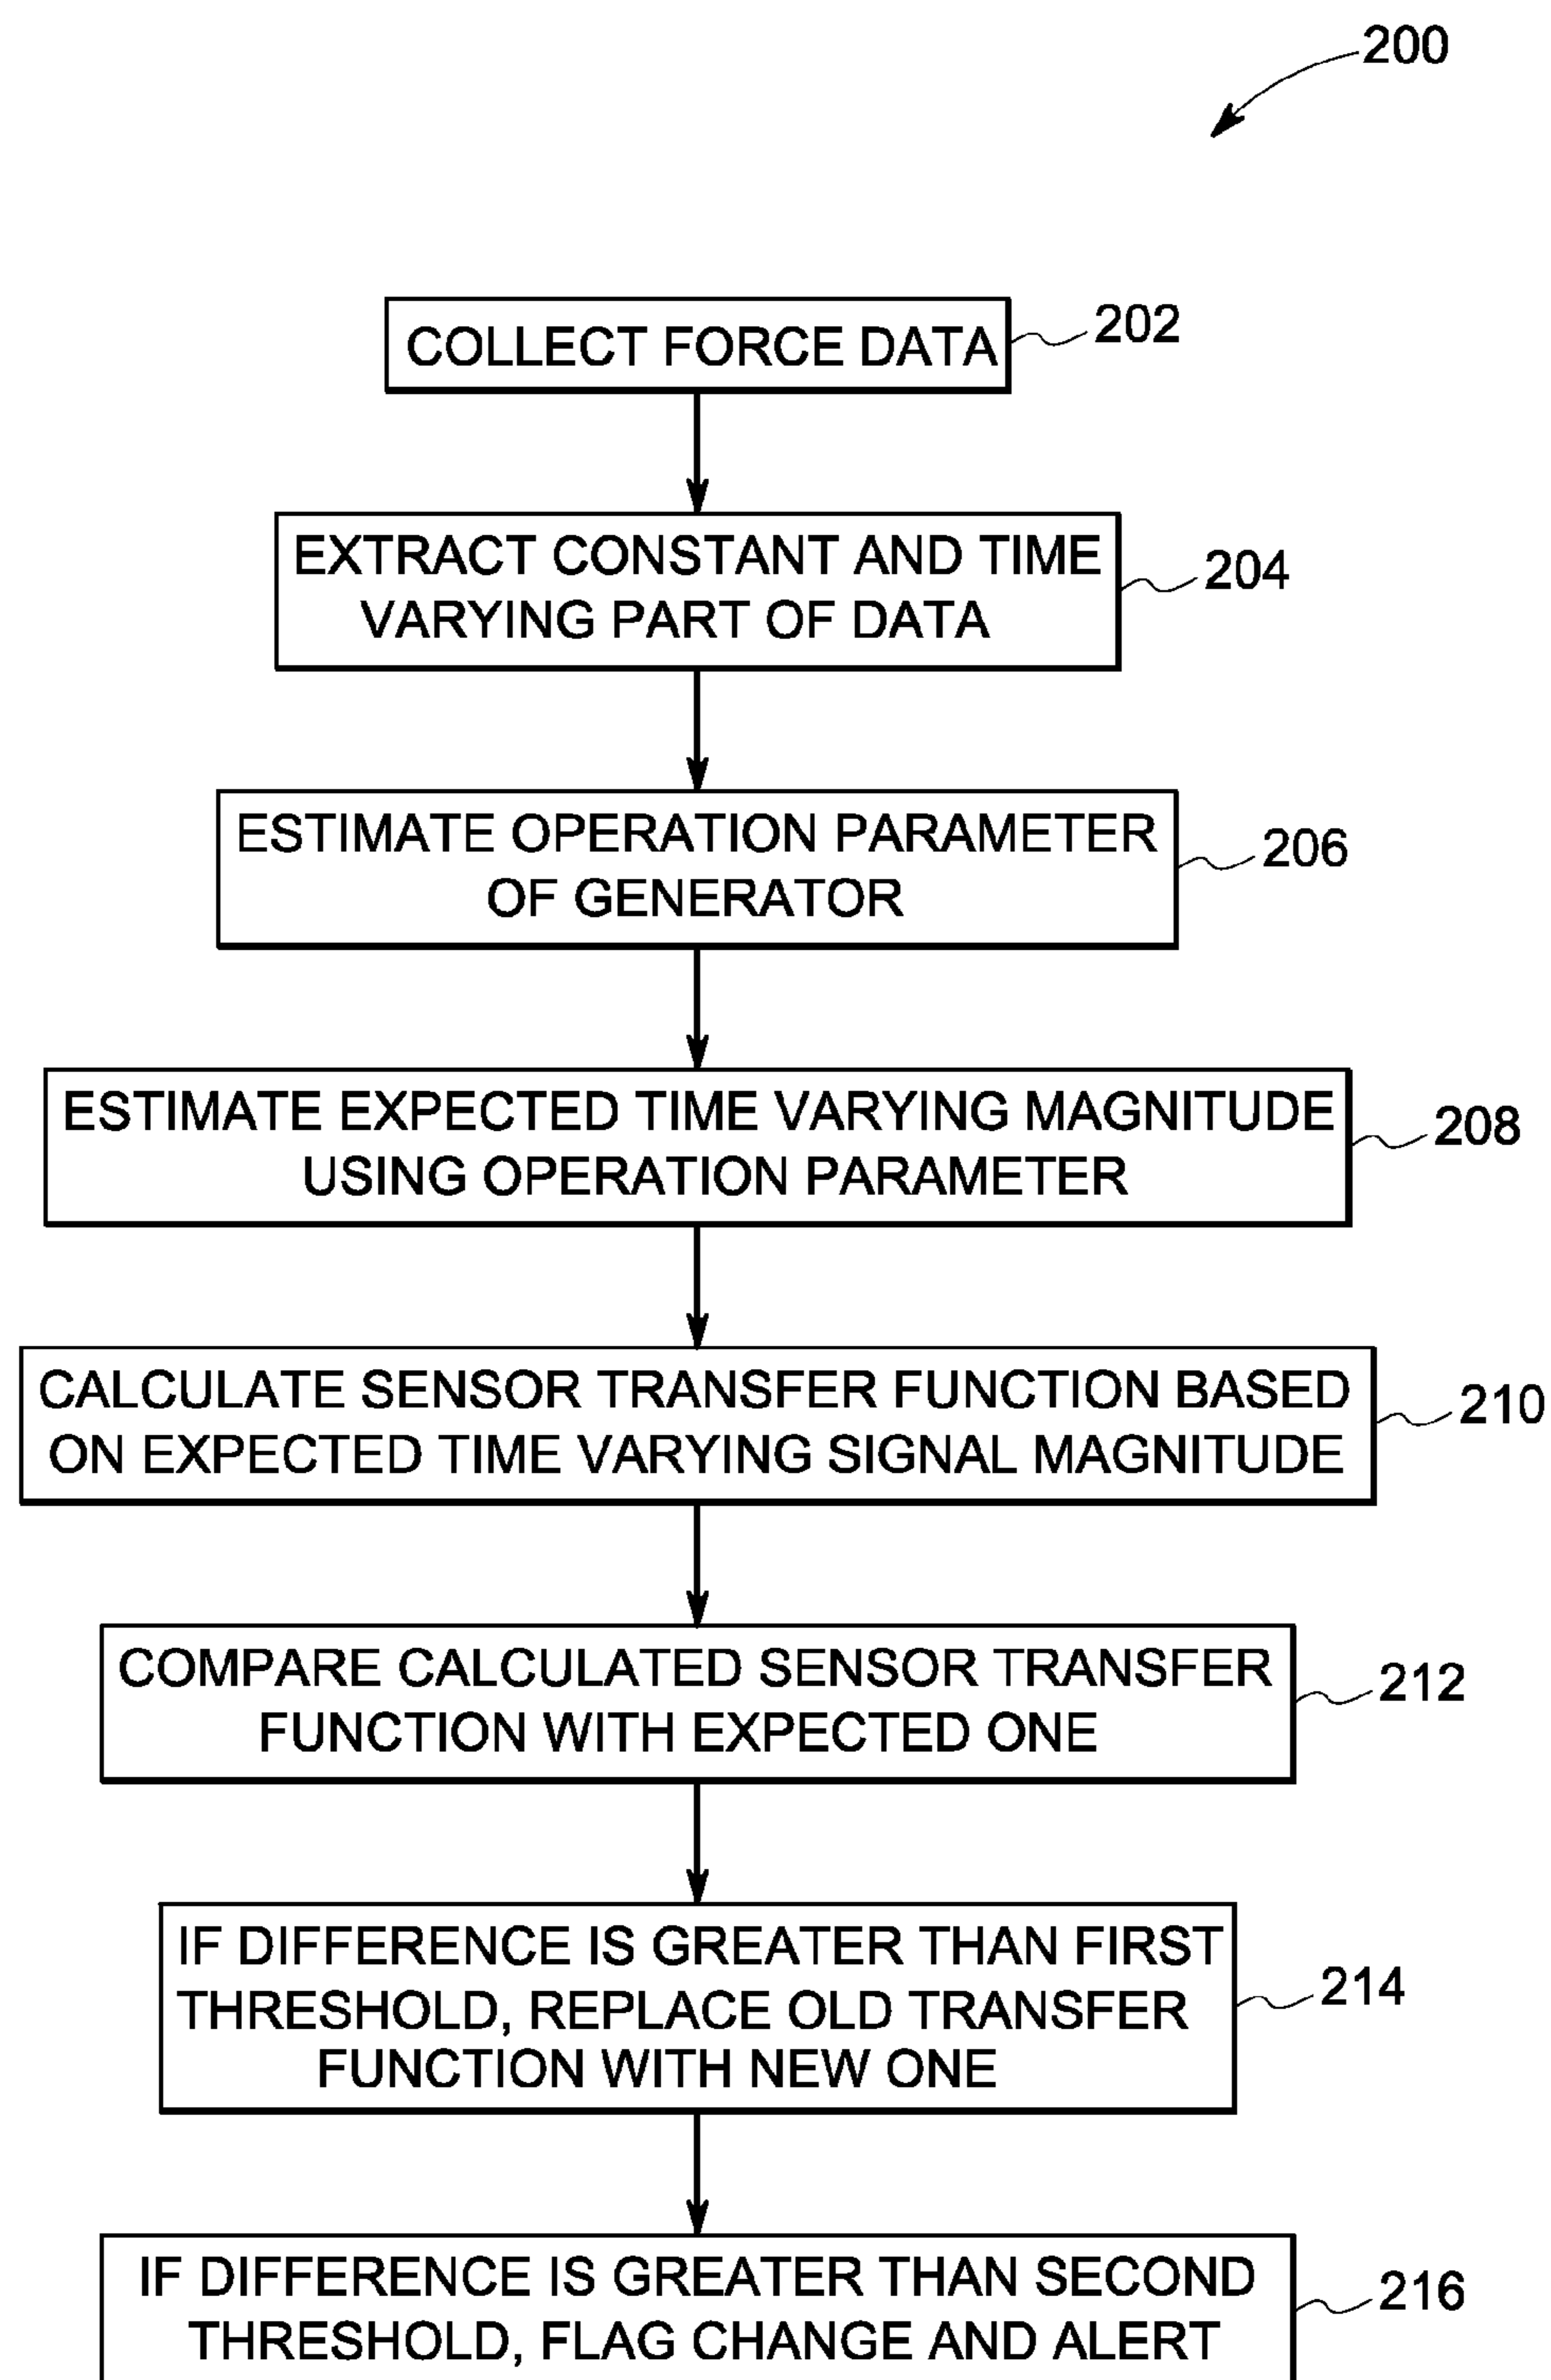 200
COLLECT FORCE DATA
202
EXTRACT CONSTANT AND TIME
VARYING PART OF DATA
204
ESTIMATE OPERATION PARAMETER
OF GENERATOR
206
ESTIMATE EXPECTED TIME VARYING MAGNITUDE
USING OPERATION PARAMETER
208
CALCULATE SENSOR TRANSFER FUNCTION BASED
ON EXPECTED TIME VARYING SIGNAL MAGNITUDE
210
COMPARE CALCULATED SENSOR TRANSFER
FUNCTION WITH EXPECTED ONE
212
IF DIFFERENCE IS GREATER THAN FIRST
THRESHOLD, REPLACE OLD TRANSFER
FUNCTION WITH NEW ONE
214
IF DIFFERENCE IS GREATER THAN SECOND
THRESHOLD, FLAG CHANGE AND ALERT
216